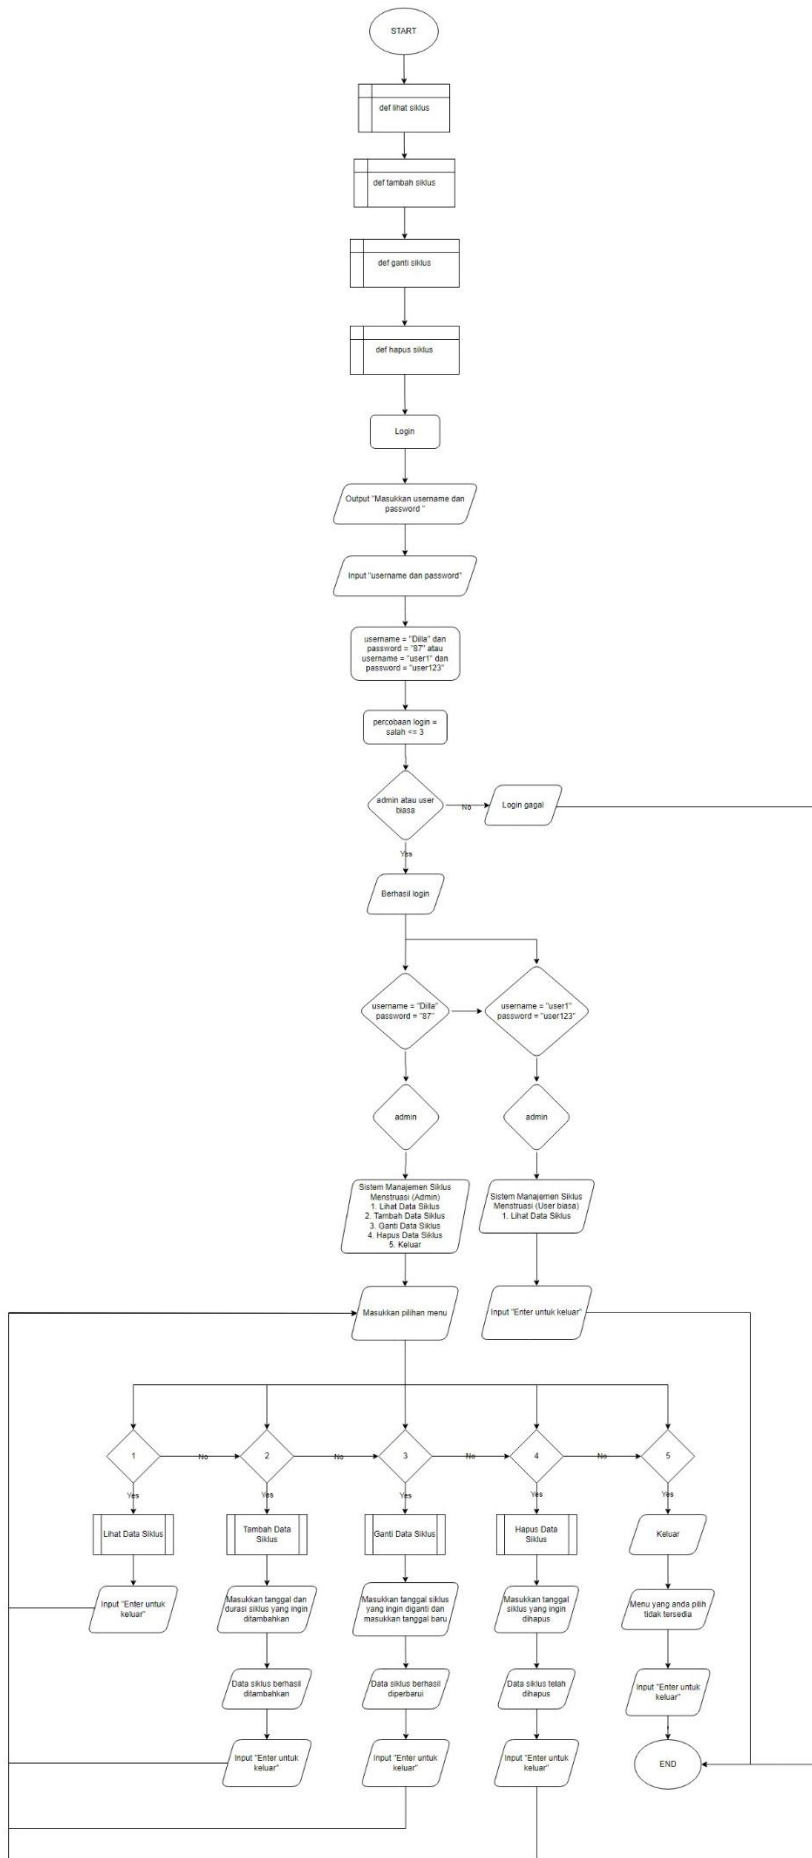 START
def lihat siklus
def tambah siklus
def ganti siklus
def hapus siklus
Login
Output "Masukkan username dan
password "
Input "username dan password"
username = "Dilla" dan
password = "87" atau
username = "user1" dan
password = "user123"
percobaan login =
salah <= 3
admin atau user
biasa
No
Login gagal
Yes
Berhasil login
username = "Dilla"
password = "87"
username = "user1"
password = "user123"
admin
admin
Sistem Manajemen Siklus
Menstruasi (Admin)
1. Lihat Data Siklus
2. Tambah Data Siklus
3. Ganti Data Siklus
4. Hapus Data Siklus
5. Keluar
Sistem Manajemen Siklus
Menstruasi (User biasa)
1. Lihat Data Siklus
Masukkan pilihan menu
Input "Enter untuk keluar"
1
No
2
No
3
No
4
No
5
Yes
Yes
Yes
Yes
Yes
Lihat Data Siklus
Tambah Data
Siklus
Ganti Data Siklus
Hapus Data
Siklus
Keluar
Input "Enter untuk
keluar"
Masukkan tanggal dan
durasi siklus yang ingin
ditambahkan
Masukkan tanggal siklus
yang ingin diganti dan
masukkan tanggal baru
Masukkan tanggal
siklus yang ingin
dihapus
Menu yang anda pilih
tidak tersedia
Data siklus berhasil
ditambahkan
Data siklus berhasil
diperbarui
Data siklus telah
dihapus
Input "Enter untuk
keluar"
Input "Enter untuk
keluar"
Input "Enter untuk
keluar"
Input "Enter untuk
keluar"
END